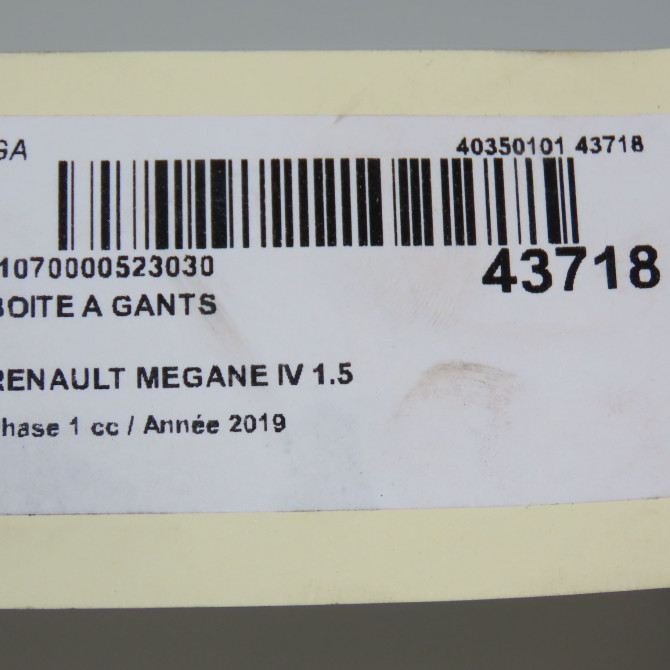 GA
40350101 43718
1070000523030
43718
BOITE A GANTS
RENAULT MEGANE IV 1.5
hase 1 cc / Année 2019